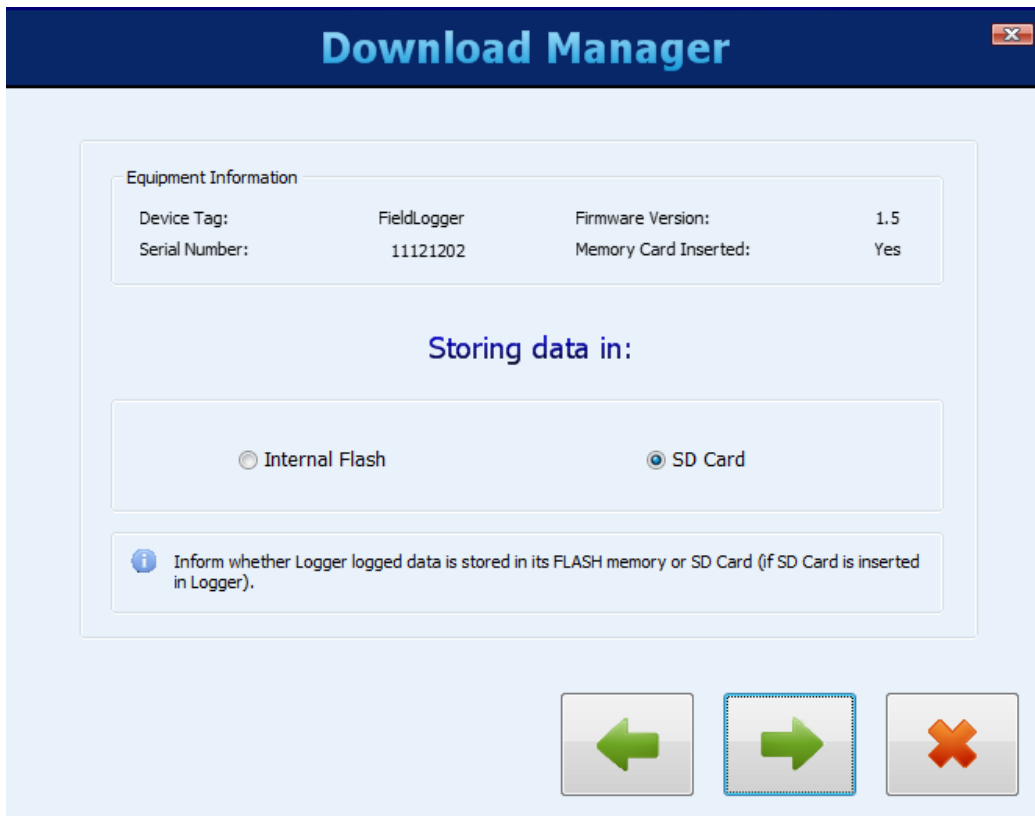 Download Manager
Equipment Information
Device Tag: FieldLogger Firmware Version: 1.5
Serial Number: 11121202 Memory Card Inserted: Yes
Storing data in:
Internal Flash SD Card
Inform whether Logger logged data is stored in its FLASH memory or SD Card (if SD Card is inserted
in Logger).